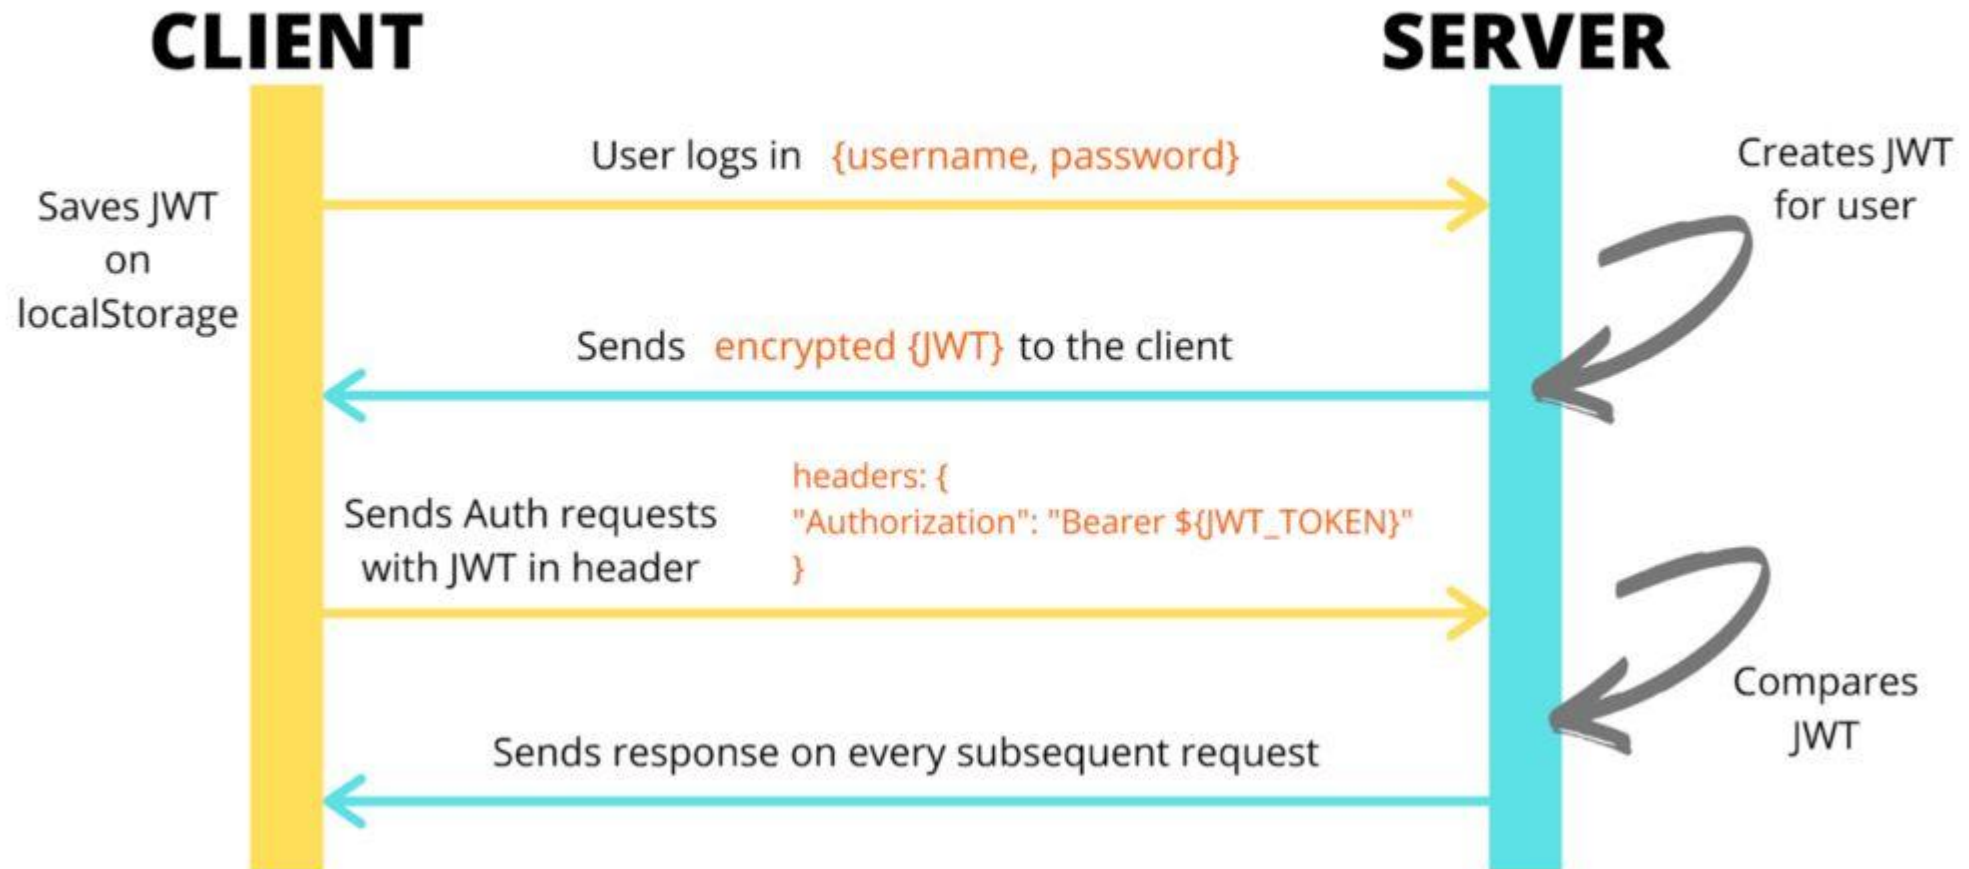 CLIENT
SERVER
User logs in {username, password}
Creates JWT
for user
Saves JWT
on
localStorage
Sends encrypted {JWT} to the client
Sends Auth requests
with JWT in header
headers: {
"Authorization": "Bearer ${JWT_TOKEN}"
}
Compares
JWT
Sends response on every subsequent request